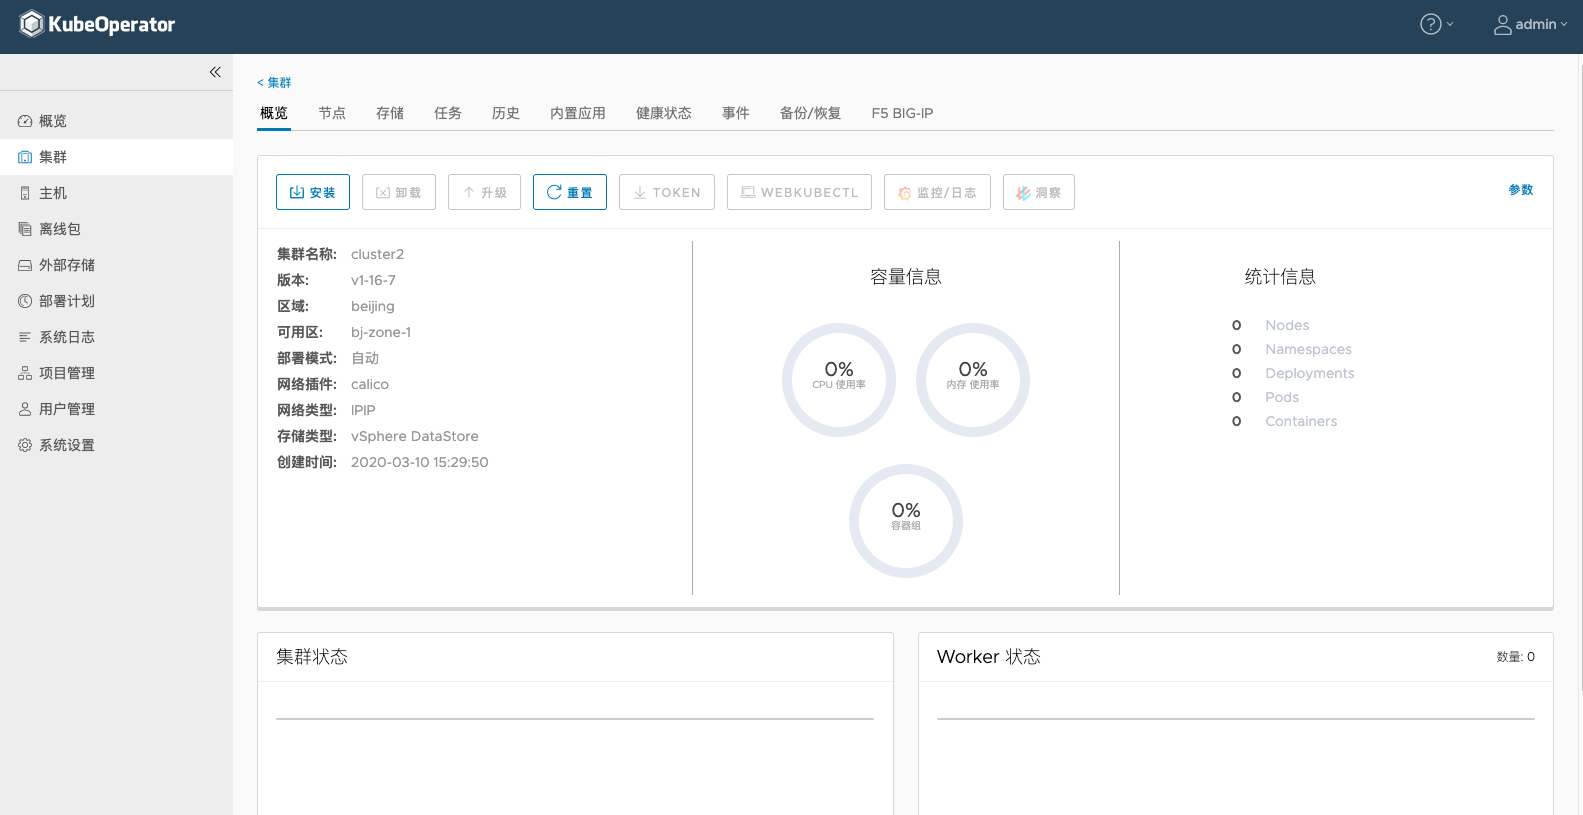 KubeOperator
admin
概览
集群
主机
离线包
外部存储
部署计划
系统日志
项目管理
用户管理
系统设置
< 集群
概览 节点 存储 任务 历史 内置应用 健康状态 事件 备份/恢复 F5 BIG-IP
安装 卸载 升级 重置 TOKEN WEBKUBECTL 监控/日志 洞察 参数
集群名称: cluster2
版本: v1-16-7
区域: beijing
可用区: bj-zone-1
部署模式: 自动
网络插件: calico
网络类型: IPIP
存储类型: vSphere DataStore
创建时间: 2020-03-10 15:29:50
容量信息
0%
CPU 使用率
0%
内存 使用率
0%
容器组
统计信息
0 Nodes
0 Namespaces
0 Deployments
0 Pods
0 Containers
集群状态
Worker 状态 数量: 0